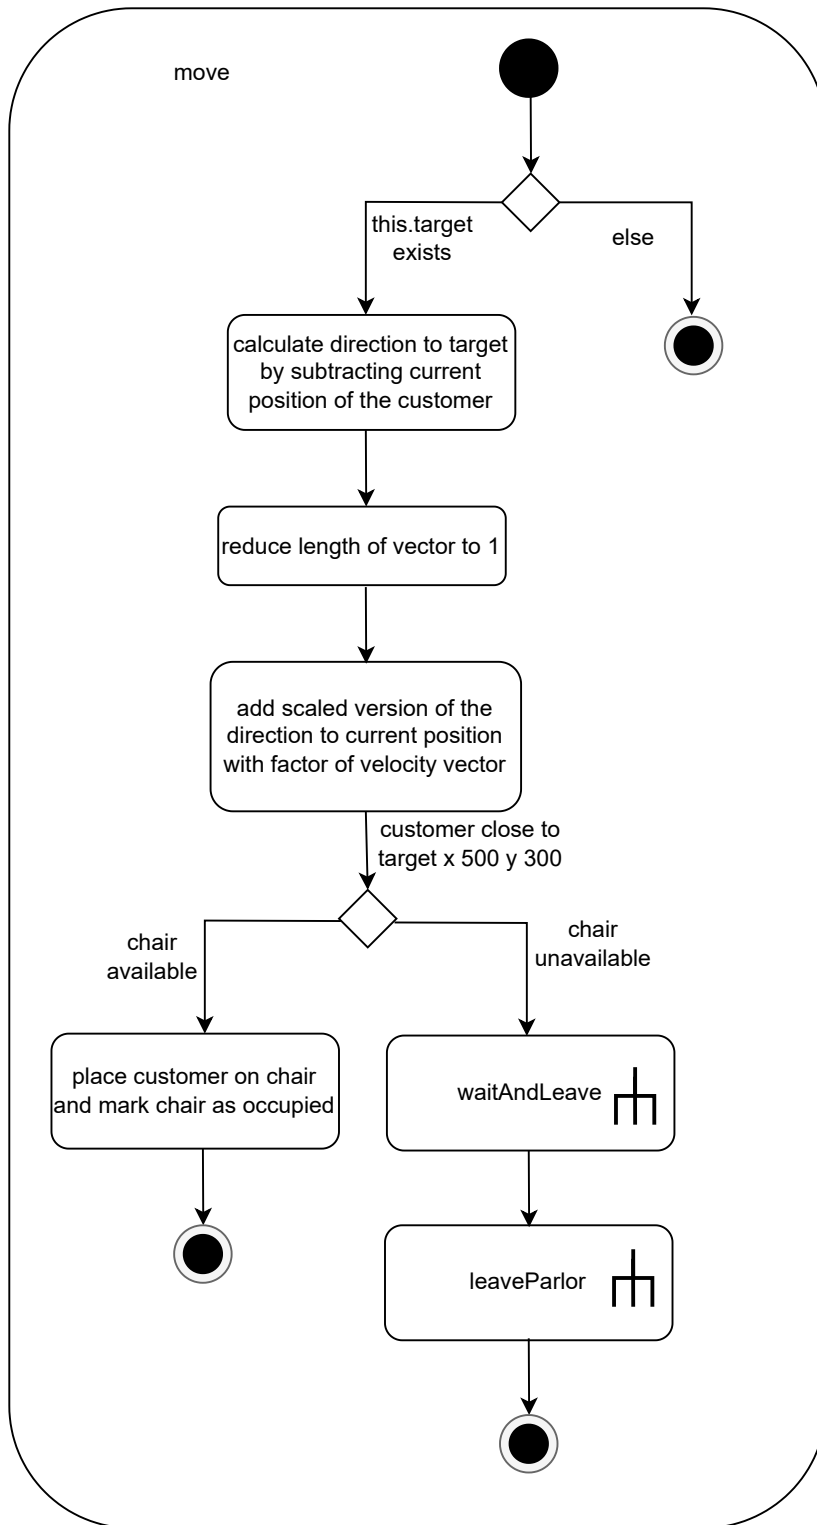 move
this.target
exists
else
calculate direction to target
by subtracting current
position of the customer
reduce length of vector to 1
add scaled version of the
direction to current position
with factor of velocity vector
customer close to
target x 500 y 300
chair
available
chair
unavailable
place customer on chair
and mark chair as occupied
waitAndLeave
leaveParlor